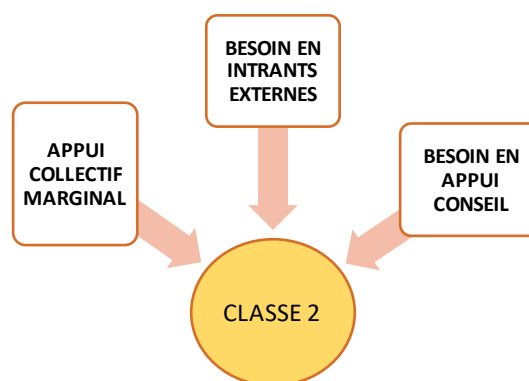 BESOIN EN
INTRANTS
EXTERNES
APPUI
COLLECTIF
MARGINAL
BESOIN EN
APPUI
CONSEIL
CLASSE 2